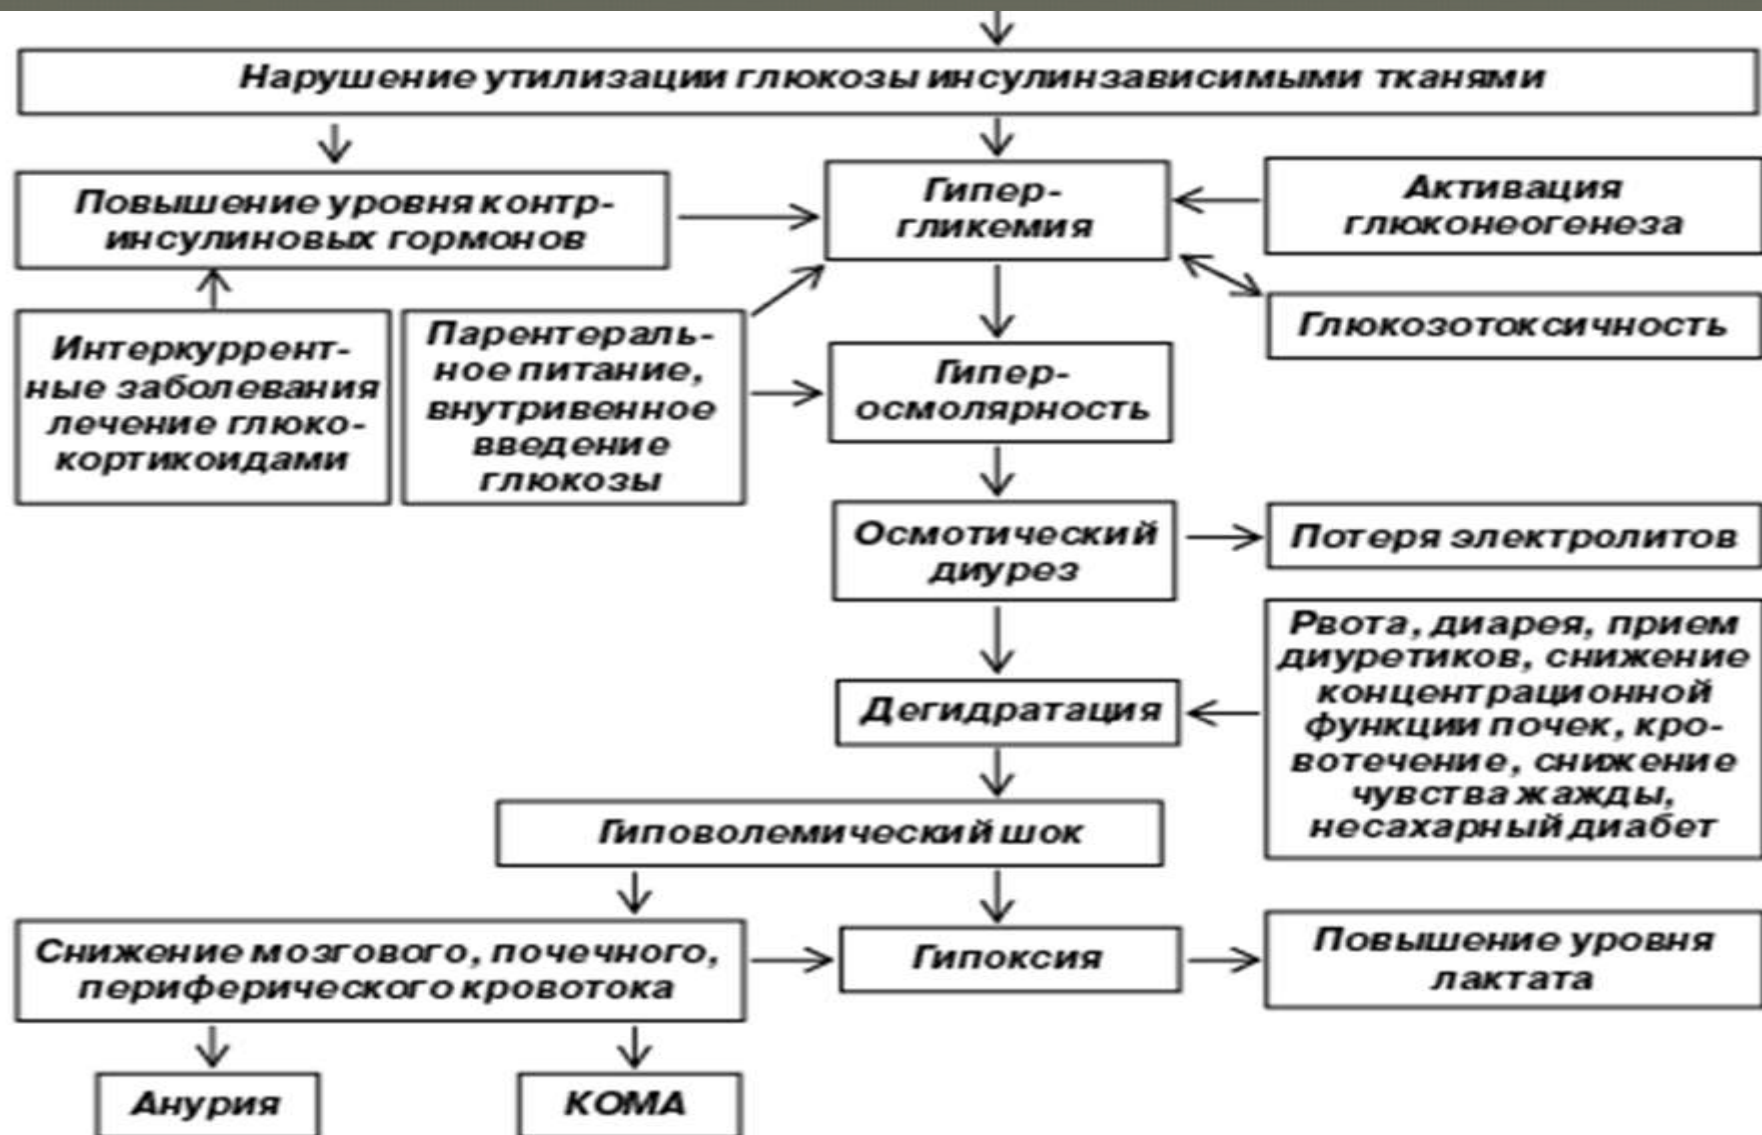 Нарушение утилизации глюкозы инсулинзависимыми тканями
Повышение уровня контр-
инсулиновых гормонов
Гипер-
гликемия
Активация
глюконеогенеза
Интеркуррент-
ные заболевания
лечение глюко-
кортикоидами
Парентераль-
ное питание,
внутривенное
введение
глюкозы
Глюкозотоксичность
Гипер-
осмолярность
Осмотический
диурез
Потеря электролитов
Дегидратация
Рвота, диарея, прием
диуретиков, снижение
концентрационной
функции почек, кро-
вотечение, снижение
чувства жажды,
несахарный диабет
Гиповолемический шок
Снижение мозгового, почечного,
периферического кровотока
Гипоксия
Повышение уровня
лактата
Анурия
КОМА